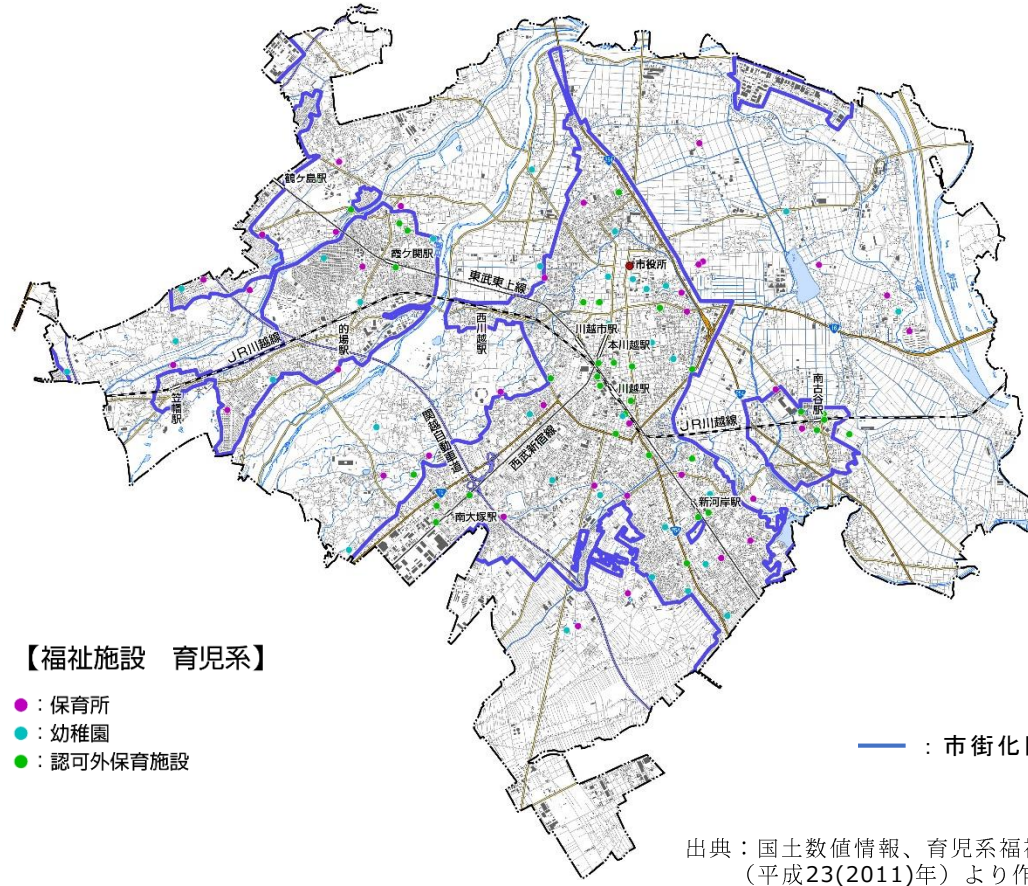 鶴ヶ島駅
霞ケ関駅
市役所
東武東上線
JR川越線
的場駅
西川越駅
川越市駅
本川越駅
川越駅
笠幡駅
関越自動車道
西武新宿線
JR川越線
南古谷駅
南大塚駅
新河岸駅
【福祉施設 育児系】
：保育所
：幼稚園
：認可外保育施設
：市街化
出典：国土数値情報、育児系福
（平成23(2011)年）より作